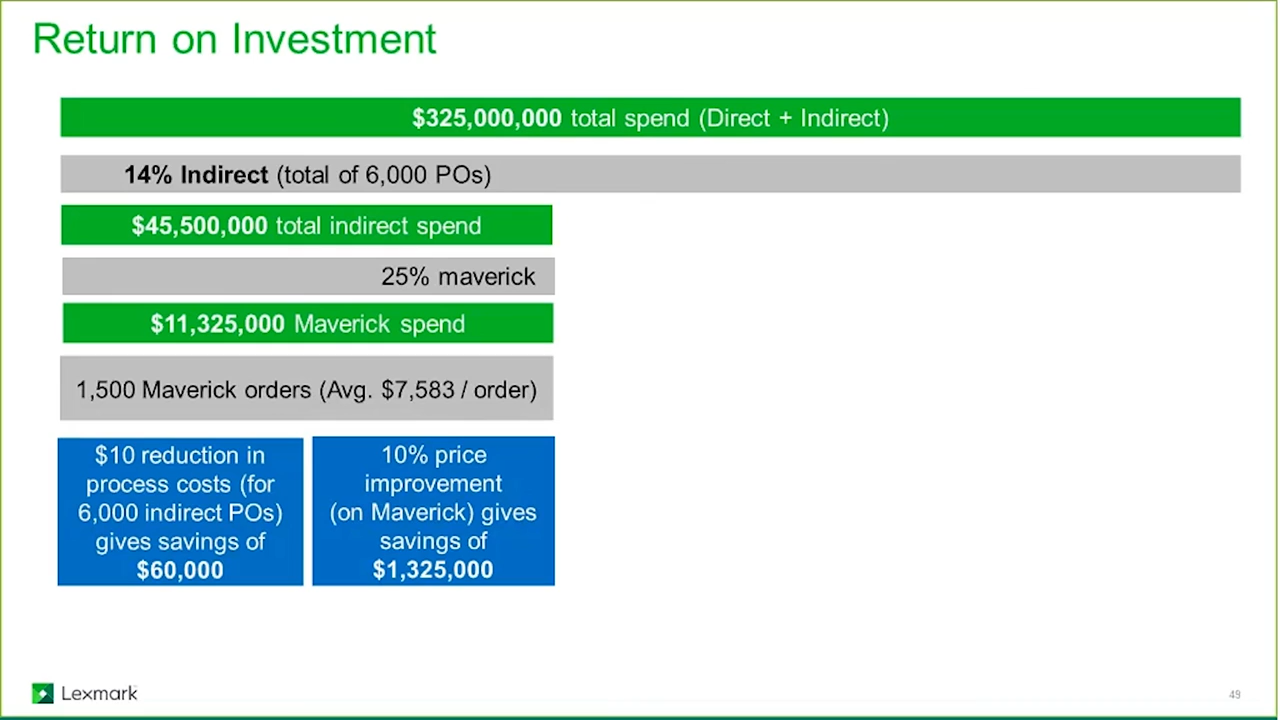 Return on Investment
$325,000,000 total spend (Direct + Indirect)
14% Indirect (total of 6,000 POs)
$45,500,000 total indirect spend
25% maverick
$11,325,000 Maverick spend
1,500 Maverick orders (Avg. $7,583 / order)
$10 reduction in
process costs (for
6,000 indirect POs)
gives savings of
$60,000
10% price
improvement
(on Maverick) gives
savings of
$1,325,000
Lexmark
49